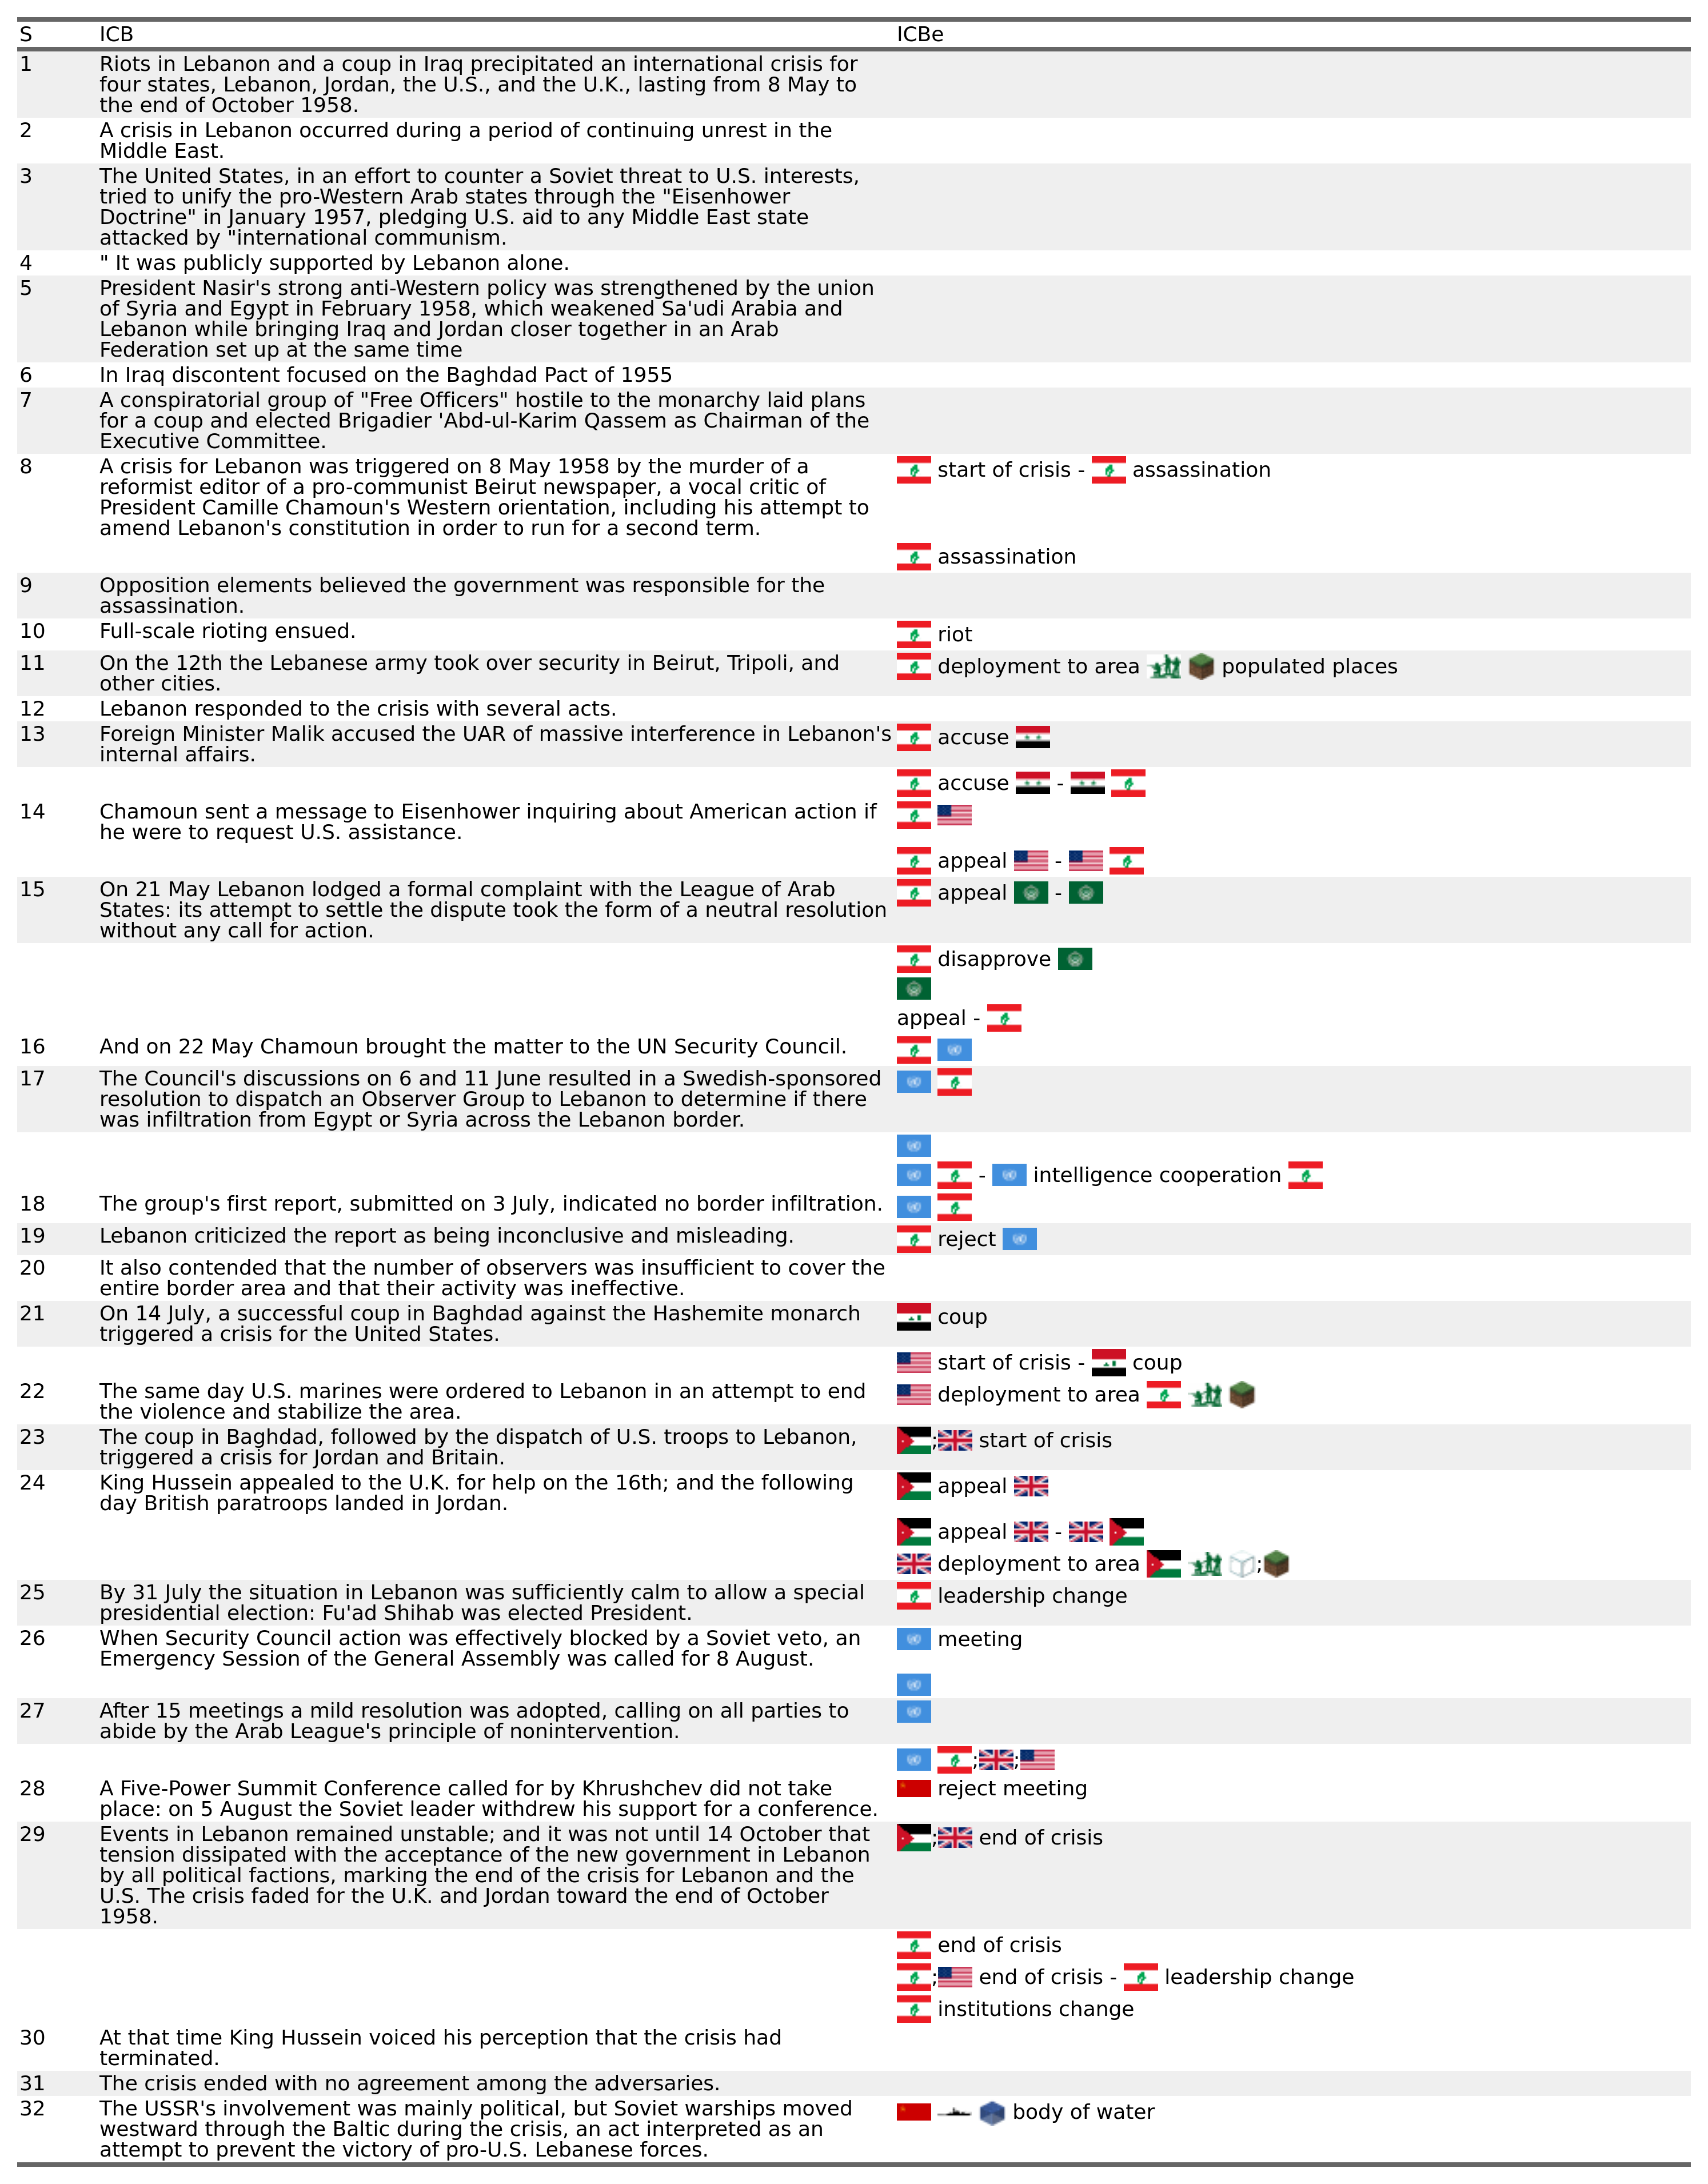 S ICB ICBe
1 Riots in Lebanon and a coup in Iraq precipitated an international crisis for
four states, Lebanon, Jordan, the U.S., and the U.K., lasting from 8 May to
the end of October 1958.
2 A crisis in Lebanon occurred during a period of continuing unrest in the
Middle East.
3 The United States, in an effort to counter a Soviet threat to U.S. interests,
tried to unify the pro-Western Arab states through the "Eisenhower
Doctrine" in January 1957, pledging U.S. aid to any Middle East state
attacked by "international communism.
4 " It was publicly supported by Lebanon alone.
5 President Nasir's strong anti-Western policy was strengthened by the union
of Syria and Egypt in February 1958, which weakened Sa'udi Arabia and
Lebanon while bringing Iraq and Jordan closer together in an Arab
Federation set up at the same time
6 In Iraq discontent focused on the Baghdad Pact of 1955
7 A conspiratorial group of "Free Officers" hostile to the monarchy laid plans
for a coup and elected Brigadier 'Abd-ul-Karim Qassem as Chairman of the
Executive Committee.
8 A crisis for Lebanon was triggered on 8 May 1958 by the murder of a start of crisis - assassination
reformist editor of a pro-communist Beirut newspaper, a vocal critic of
President Camille Chamoun's Western orientation, including his attempt to
amend Lebanon's constitution in order to run for a second term.
assassination
9 Opposition elements believed the government was responsible for the
assassination.
10 Full-scale rioting ensued. riot
11 On the 12th the Lebanese army took over security in Beirut, Tripoli, and deployment to area populated places
other cities.
12 Lebanon responded to the crisis with several acts.
13 Foreign Minister Malik accused the UAR of massive interference in Lebanon's accuse
internal affairs.
accuse -
14 Chamoun sent a message to Eisenhower inquiring about American action if
he were to request U.S. assistance.
appeal -
15 On 21 May Lebanon lodged a formal complaint with the League of Arab appeal -
States: its attempt to settle the dispute took the form of a neutral resolution
without any call for action.
disapprove
appeal -
16 And on 22 May Chamoun brought the matter to the UN Security Council.
17 The Council's discussions on 6 and 11 June resulted in a Swedish-sponsored
resolution to dispatch an Observer Group to Lebanon to determine if there
was infiltration from Egypt or Syria across the Lebanon border.
- intelligence cooperation
18 The group's first report, submitted on 3 July, indicated no border infiltration.
19 Lebanon criticized the report as being inconclusive and misleading. reject
20 It also contended that the number of observers was insufficient to cover the
entire border area and that their activity was ineffective.
21 On 14 July, a successful coup in Baghdad against the Hashemite monarch coup
triggered a crisis for the United States.
start of crisis - coup
22 The same day U.S. marines were ordered to Lebanon in an attempt to end deployment to area
the violence and stabilize the area.
23 The coup in Baghdad, followed by the dispatch of U.S. troops to Lebanon, ; start of crisis
triggered a crisis for Jordan and Britain.
24 King Hussein appealed to the U.K. for help on the 16th; and the following appeal
day British paratroops landed in Jordan.
appeal -
deployment to area ;
25 By 31 July the situation in Lebanon was sufficiently calm to allow a special leadership change
presidential election: Fu'ad Shihab was elected President.
26 When Security Council action was effectively blocked by a Soviet veto, an meeting
Emergency Session of the General Assembly was called for 8 August.
27 After 15 meetings a mild resolution was adopted, calling on all parties to
abide by the Arab League's principle of nonintervention.
; ;
28 A Five-Power Summit Conference called for by Khrushchev did not take reject meeting
place: on 5 August the Soviet leader withdrew his support for a conference.
29 Events in Lebanon remained unstable; and it was not until 14 October that ; end of crisis
tension dissipated with the acceptance of the new government in Lebanon
by all political factions, marking the end of the crisis for Lebanon and the
U.S. The crisis faded for the U.K. and Jordan toward the end of October
1958.
end of crisis
; end of crisis - leadership change
institutions change
30 At that time King Hussein voiced his perception that the crisis had
terminated.
31 The crisis ended with no agreement among the adversaries.
32 The USSR's involvement was mainly political, but Soviet warships moved body of water
westward through the Baltic during the crisis, an act interpreted as an
attempt to prevent the victory of pro-U.S. Lebanese forces.